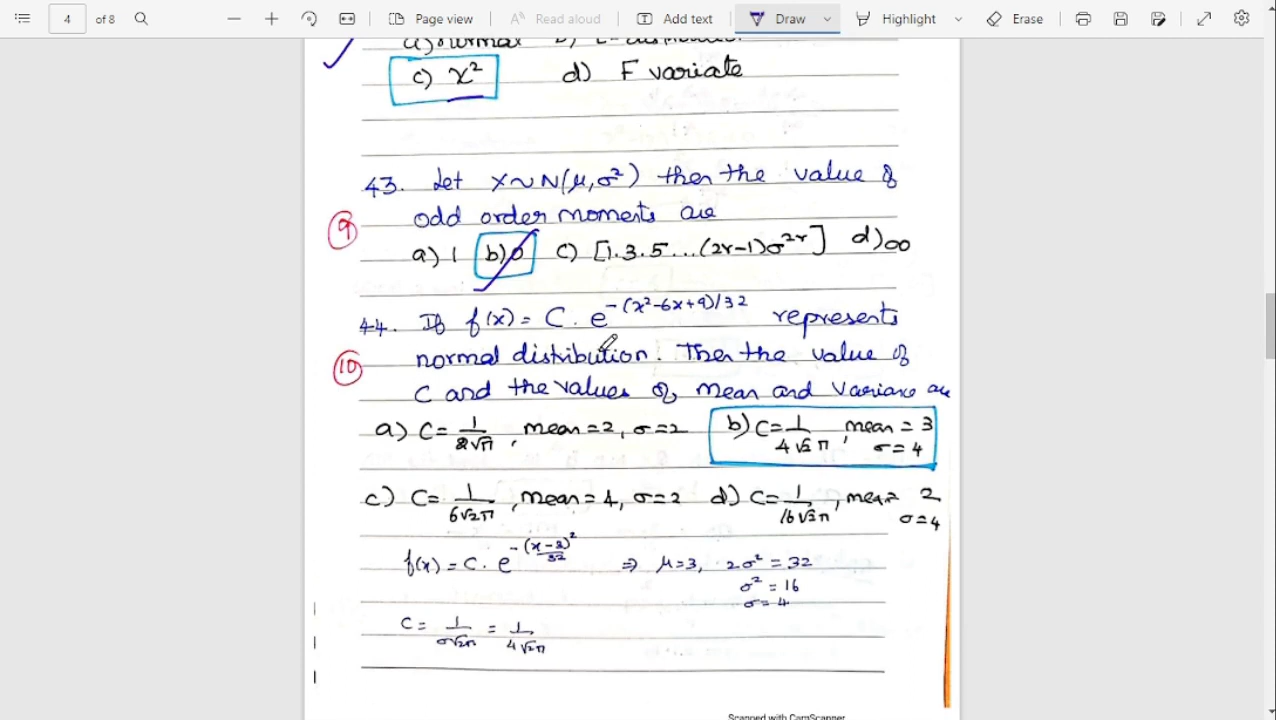 4 of 8 Page view Read aloud Add text Draw Highlight Erase
a) normal
c) x² d) F variate
43. Let X~N(μ,σ²) then the value of
9 odd order moments are
a) 1 b) 0 c) [1.3.5...(2r-1)σ²ʳ] d) ∞
44. If f(x) = C. e^-(x²-6x+9)/32 represents
10 normal distribution. Then the value of
C and the values of mean and variance are
a) C=1/2√π, mean=2, σ=2 b) C=1/4√2π, mean=3 σ=4
c) C=1/6√2π, mean=4, σ=2 d) C=1/16√2π, mean= 2 σ=4
f(x) = C. e^-(x-3)²/32 ⇒ μ=3, 2σ²=32
σ²=16
σ=4
C= 1/σ√2π = 1/4√2π
Scanned with CamScanner